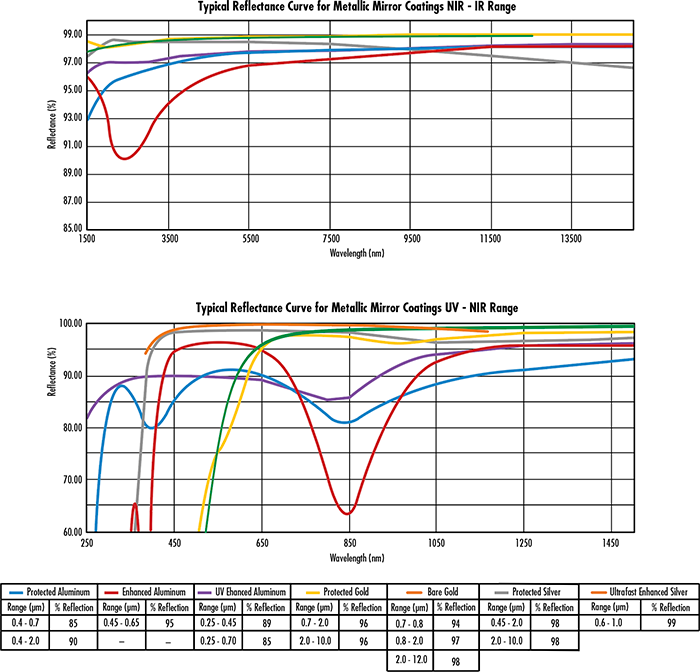 Typical Reflectance Curve for Metallic Mirror Coatings NIR - IR Range
99.00
97.00
95.00
93.00
91.00
89.00
87.00
85.00
Reflectance (%)
1500 3500 5500 7500 9500 11500 13500
Wavelength (nm)
Typical Reflectance Curve for Metallic Mirror Coatings UV - NIR Range
100.00
90.00
80.00
70.00
60.00
Reflectance (%)
250 450 650 850 1050 1250 1450
Wavelength (nm)
Protected Aluminum Enhanced Aluminum UV Ehanced Aluminum Protected Gold Bare Gold Protected Silver Ultrafast Enhanced Silver
Range (µm) % Reflection Range (µm) % Reflection Range (µm) % Reflection Range (µm) % Reflection Range (µm) % Reflection Range (µm) % Reflection Range (µm) % Reflection
0.4 - 0.7 85 0.45 - 0.65 95 0.25 - 0.45 89 0.7 - 2.0 96 0.7 - 0.8 94 0.45 - 2.0 98 0.6 - 1.0 99
0.4 - 2.0 90 – – 0.25 - 0.70 85 2.0 - 10.0 96 0.8 - 2.0 97 2.0 - 10.0 98
2.0 - 12.0 98